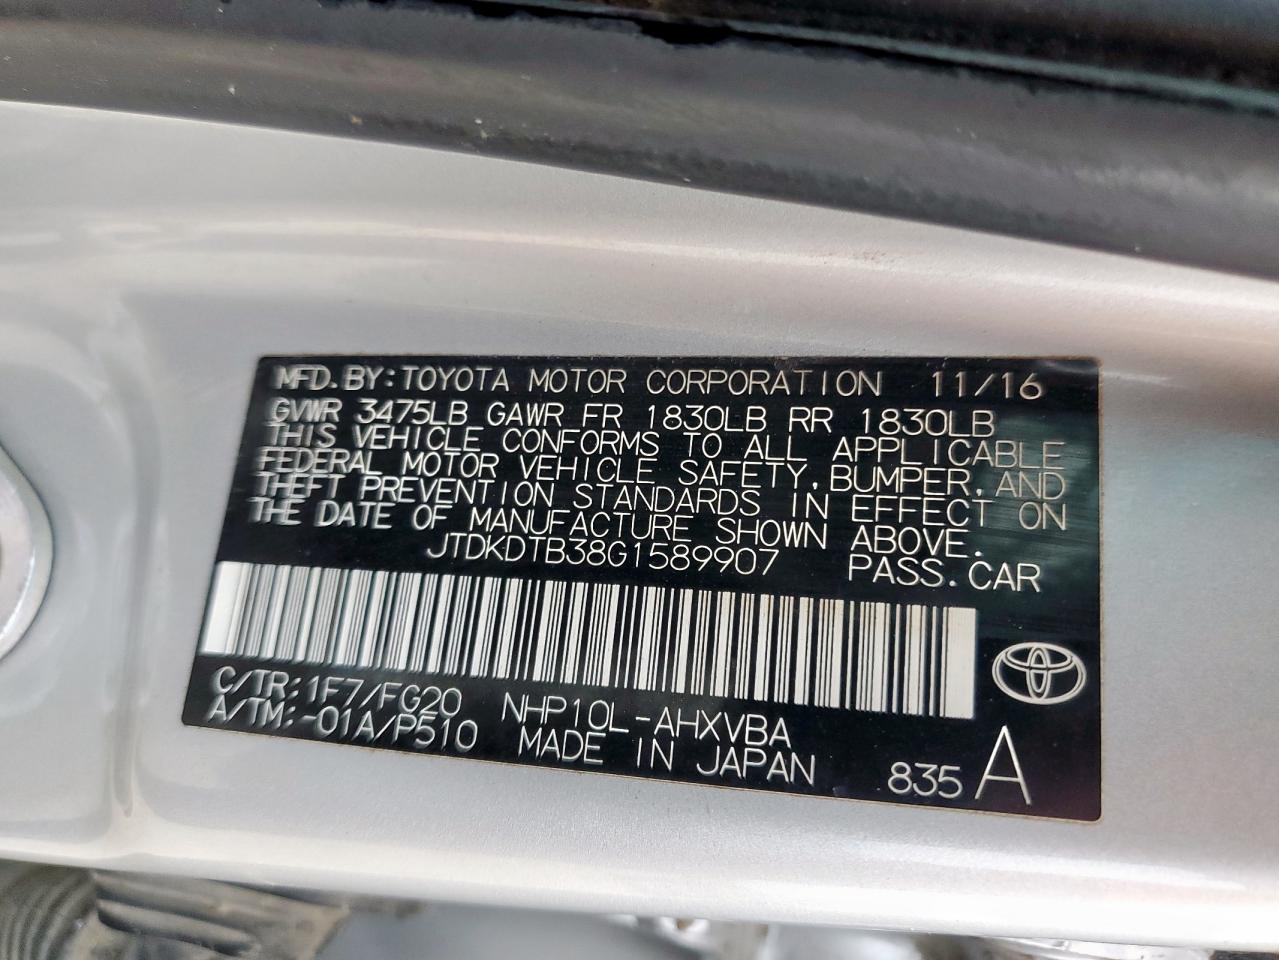 MFD.BY:TOYOTA MOTOR CORPORATION 11/16
GVWR 3475LB GAWR FR 1830LB RR 1830LB
THIS VEHICLE CONFORMS TO ALL APPLICABLE
FEDERAL MOTOR VEHICLE SAFETY, BUMPER, AND
THEFT PREVENTION STANDARDS IN EFFECT ON
THE DATE OF MANUFACTURE SHOWN ABOVE.
JTDKDTB38G1589907 PASS.CAR
C/TR:1F7/FG20 NHP10L-AHXVBA
A/TM:-01A/P510 MADE IN JAPAN 835 A